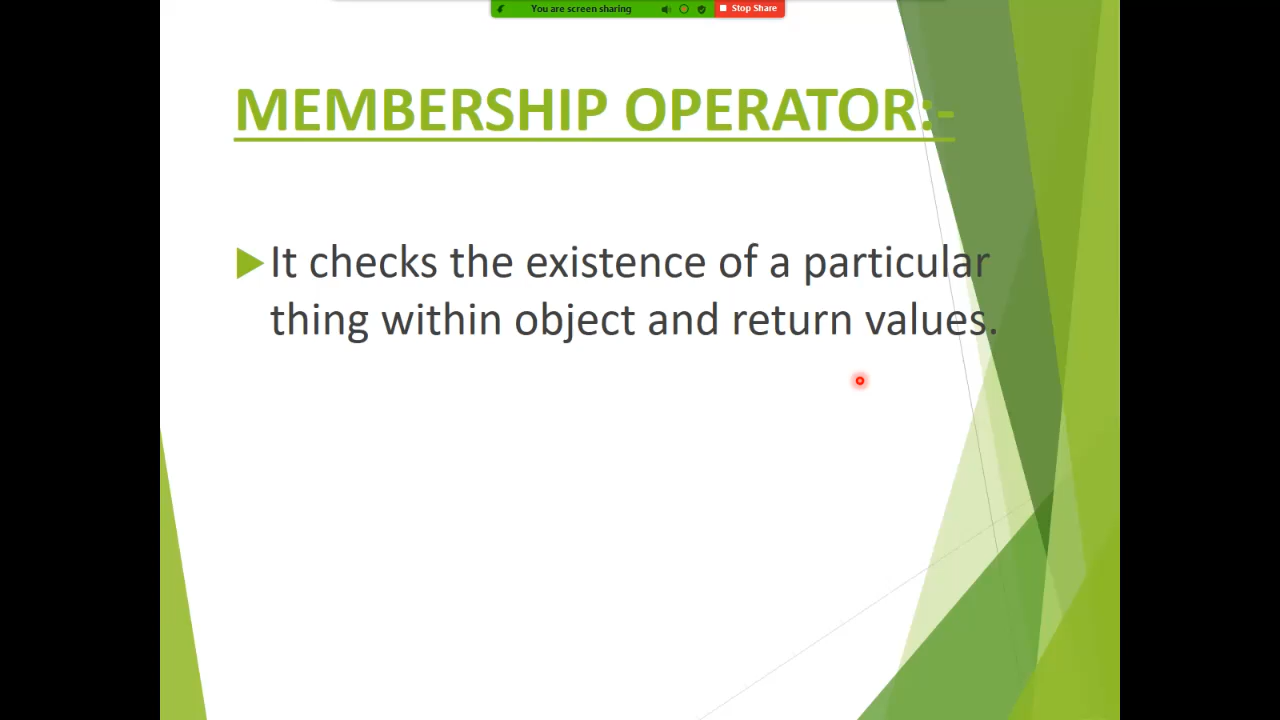 You are screen sharing Stop Share
MEMBERSHIP OPERATOR:-
It checks the existence of a particular
thing within object and return values.